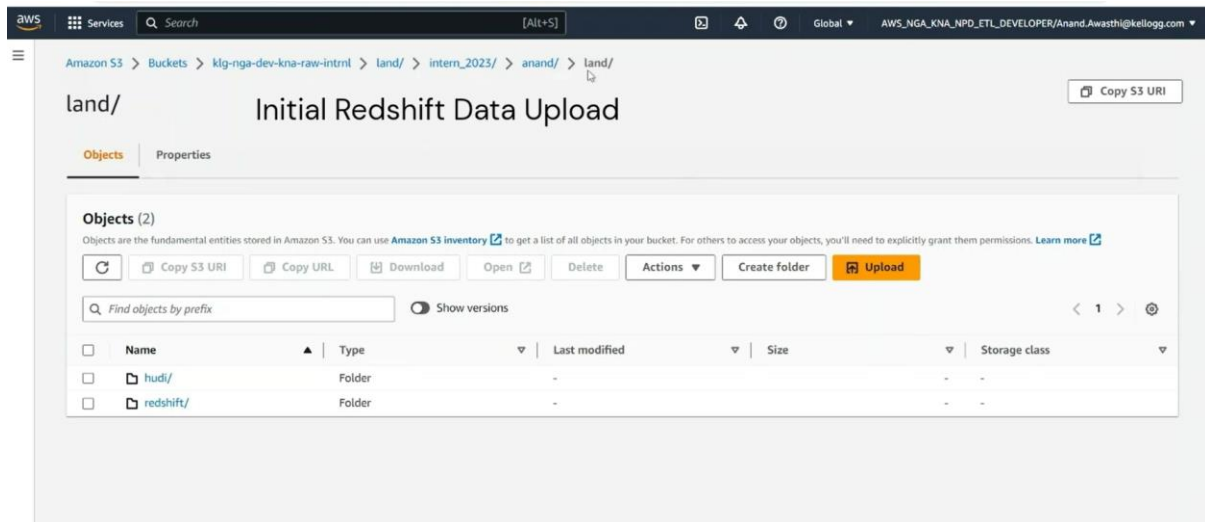 aws Services Search [Alt+S] Global ▼ AWS_NGA_KNA_NPD_ETL_DEVELOPER/Anand.Awasthi@kellogg.com ▼
Amazon S3 > Buckets > klg-nga-dev-kna-raw-intrnl > land/ > intern_2023/ > anand/ > land/
land/
Copy S3 URI
Initial Redshift Data Upload
Objects Properties
Objects (2)
Objects are the fundamental entities stored in Amazon S3. You can use Amazon S3 inventory to get a list of all objects in your bucket. For others to access your objects, you'll need to explicitly grant them permissions. Learn more
Copy S3 URI Copy URL Download Open Delete Actions ▼ Create folder Upload
Find objects by prefix Show versions < 1 >
Name ▲ Type Last modified Size Storage class
hudi/ Folder - - -
redshift/ Folder - - -